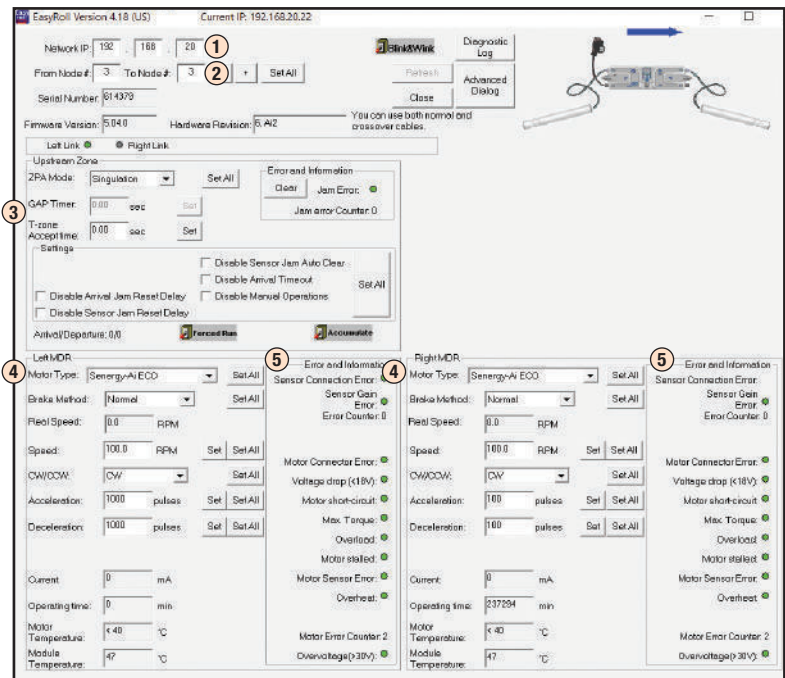 EasyRoll Version 4.18 (US) Current IP: 192.168.20.22
Network IP: 192 . 168 . 20 1
Blink&Wink
Diagnostic Log
From Node #: 3 To Node #: 3 2 + Set All
Refresh
Advanced Dialog
Serial Number: 614379
Close
Firmware Version: 5.04.0 Hardware Revision: 6, Ai2
You can use both normal and crossover cables.
Left Link Right Link
Upstream Zone
ZPA Mode: Singulation Set All
Error and Information
Clear Jam Error:
Jam error Counter: 0
3
GAP Timer: 0.00 sec Set
T-zone Accept time: 0.00 sec Set
Settings
Disable Sensor Jam Auto Clear
Disable Arrival Timeout
Set All
Disable Arrival Jam Reset Delay Disable Manual Operations
Disable Sensor Jam Reset Delay
Arrival/Departure: 0/0 Forced Run Accumulate
4
Left MDR
Motor Type: Senergy-Ai ECO Set All
Brake Method: Normal Set All
Real Speed: 0.0 RPM
Speed: 100.0 RPM Set Set All
CW/CCW: CW Set All
Acceleration: 1000 pulses Set Set All
Deceleration: 1000 pulses Set Set All
Current: 0 mA
Operating time: 0 min
Motor Temperature: < 40 °C
Module Temperature: 47 °C
5
Error and Information
Sensor Connection Error:
Sensor Gain Error:
Error Counter: 0
Motor Connector Error:
Voltage drop (<18V):
Motor short-circuit:
Max. Torque:
Overload:
Motor stalled:
Motor Sensor Error:
Overheat:
Motor Error Counter: 2
Overvoltage(>30V):
4
Right MDR
Motor Type: Senergy-Ai ECO Set All
Brake Method: Normal Set All
Real Speed: 0.0 RPM
Speed: 100.0 RPM Set Set All
CW/CCW: CW Set All
Acceleration: 100 pulses Set Set All
Deceleration: 100 pulses Set Set All
Current: 0 mA
Operating time: 237294 min
Motor Temperature: < 40 °C
Module Temperature: 47 °C
5
Error and Information
Sensor Connection Error:
Sensor Gain Error:
Error Counter: 0
Motor Connector Error:
Voltage drop (<18V):
Motor short-circuit:
Max. Torque:
Overload:
Motor stalled:
Motor Sensor Error:
Overheat:
Motor Error Counter: 2
Overvoltage(>30V):